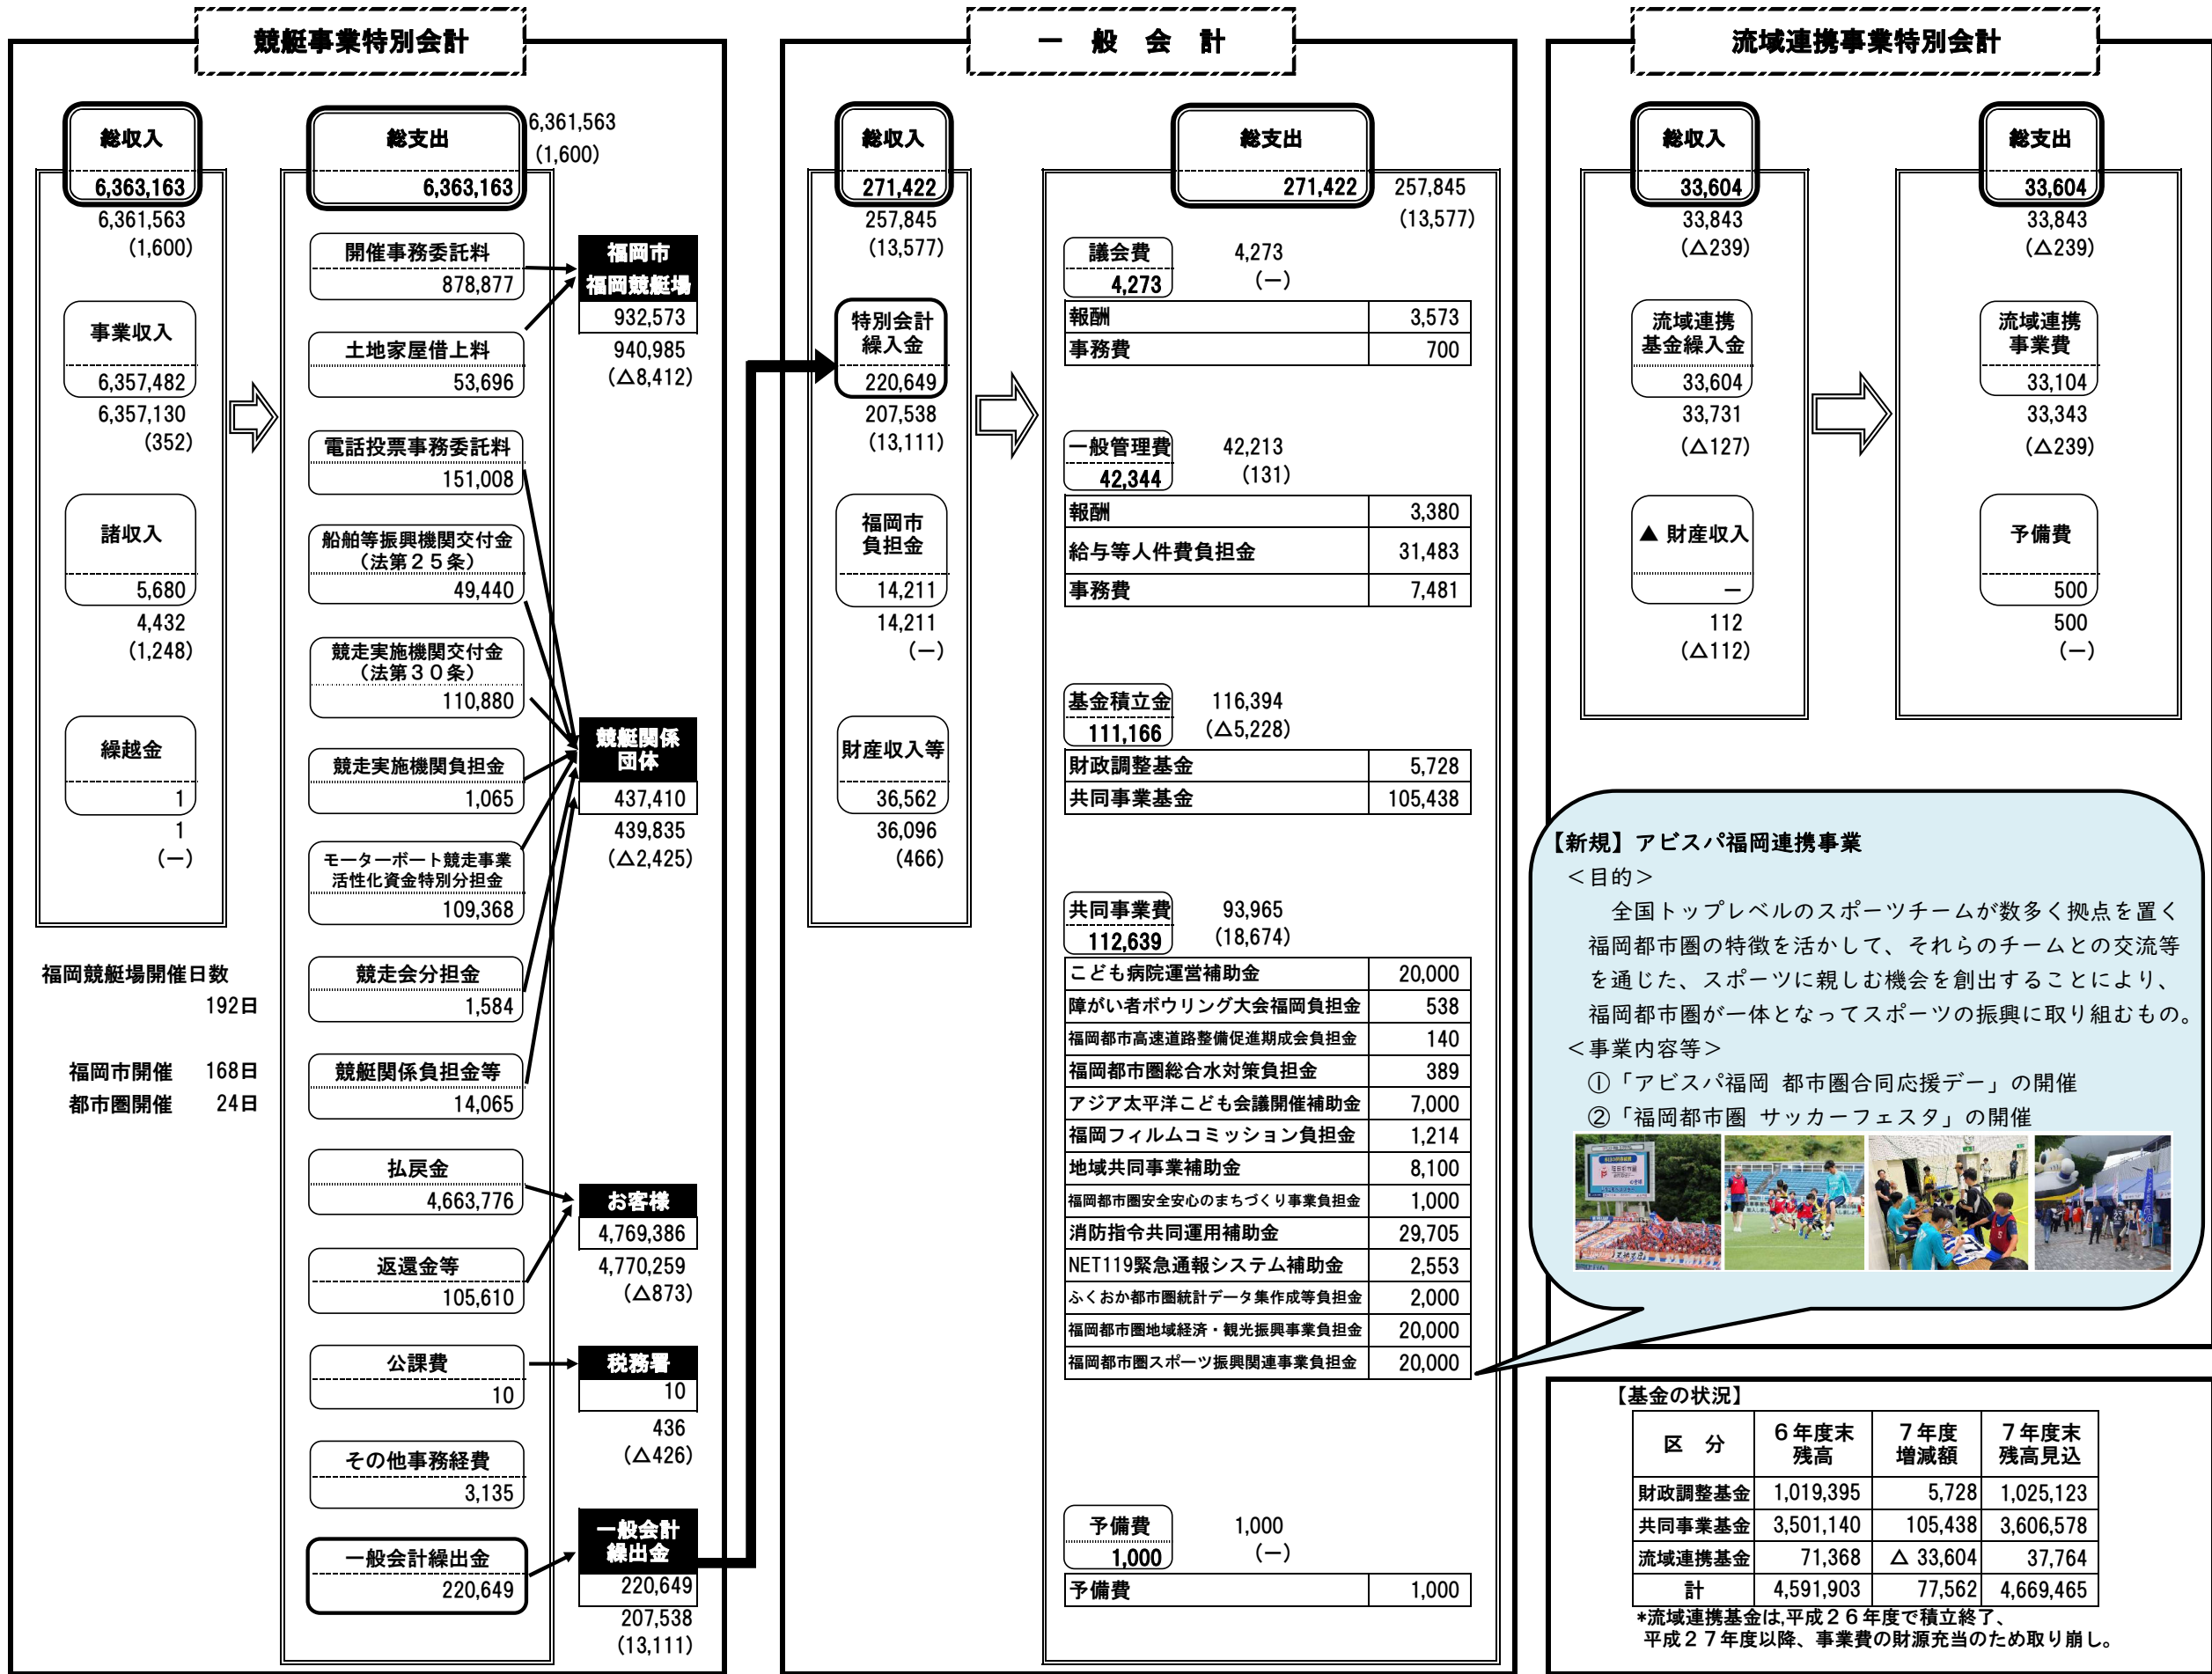 競艇事業特別会計
総収入
6,363,163
6,361,563
(1,600)
事業収入
6,357,482
6,357,130
(352)
諸収入
5,680
4,432
(1,248)
繰越金
1
1
(－)
福岡競艇場開催日数
192日
福岡市開催 168日
都市圏開催 24日
総支出
6,363,163
6,361,563
(1,600)
開催事務委託料
878,877
土地家屋借上料
53,696
電話投票事務委託料
151,008
船舶等振興機関交付金
(法第25条)
49,440
競走実施機関交付金
(法第30条)
110,880
競走実施機関負担金
1,065
モーターボート競走事業
活性化資金特別分担金
109,368
競走会分担金
1,584
競艇関係負担金等
14,065
払戻金
4,663,776
返還金等
105,610
公課費
10
その他事務経費
3,135
一般会計繰出金
220,649
福岡市
福岡競艇場
932,573
940,985
(△8,412)
競艇関係
団体
437,410
439,835
(△2,425)
お客様
4,769,386
4,770,259
(△873)
税務署
10
436
(△426)
一般会計
繰出金
220,649
207,538
(13,111)
一 般 会 計
総収入
271,422
257,845
(13,577)
特別会計
繰入金
220,649
207,538
(13,111)
福岡市
負担金
14,211
14,211
(－)
財産収入等
36,562
36,096
(466)
総支出
271,422
257,845
(13,577)
議会費 4,273
4,273 (－)
報酬 3,573
事務費 700
一般管理費 42,213
42,344 (131)
報酬 3,380
給与等人件費負担金 31,483
事務費 7,481
基金積立金 116,394
111,166 (△5,228)
財政調整基金 5,728
共同事業基金 105,438
共同事業費 93,965
112,639 (18,674)
こども病院運営補助金 20,000
障がい者ボウリング大会福岡負担金 538
福岡都市高速道路整備促進期成会負担金 140
福岡都市圏総合水対策負担金 389
アジア太平洋こども会議開催補助金 7,000
福岡フィルムコミッション負担金 1,214
地域共同事業補助金 8,100
福岡都市圏安全安心のまちづくり事業負担金 1,000
消防指令共同運用補助金 29,705
NET119緊急通報システム補助金 2,553
ふくおか都市圏統計データ集作成等負担金 2,000
福岡都市圏地域経済・観光振興事業負担金 20,000
福岡都市圏スポーツ振興関連事業負担金 20,000
予備費 1,000
1,000 (－)
予備費 1,000
流域連携事業特別会計
総収入
33,604
33,843
(△239)
流域連携
基金繰入金
33,604
33,731
(△127)
▲ 財産収入
－
112
(△112)
総支出
33,604
33,843
(△239)
流域連携
事業費
33,104
33,343
(△239)
予備費
500
500
(－)
【新規】アビスパ福岡連携事業
＜目的＞
全国トップレベルのスポーツチームが数多く拠点を置く
福岡都市圏の特徴を活かして、それらのチームとの交流等
を通じた、スポーツに親しむ機会を創出することにより、
福岡都市圏が一体となってスポーツの振興に取り組むもの。
＜事業内容等＞
①「アビスパ福岡 都市圏合同応援デー」の開催
②「福岡都市圏 サッカーフェスタ」の開催
【基金の状況】
区 分 6年度末残高 7年度増減額 7年度末残高見込
財政調整基金 1,019,395 5,728 1,025,123
共同事業基金 3,501,140 105,438 3,606,578
流域連携基金 71,368 △ 33,604 37,764
計 4,591,903 77,562 4,669,465
*流域連携基金は,平成26年度で積立終了、
平成27年度以降、事業費の財源充当のため取り崩し。